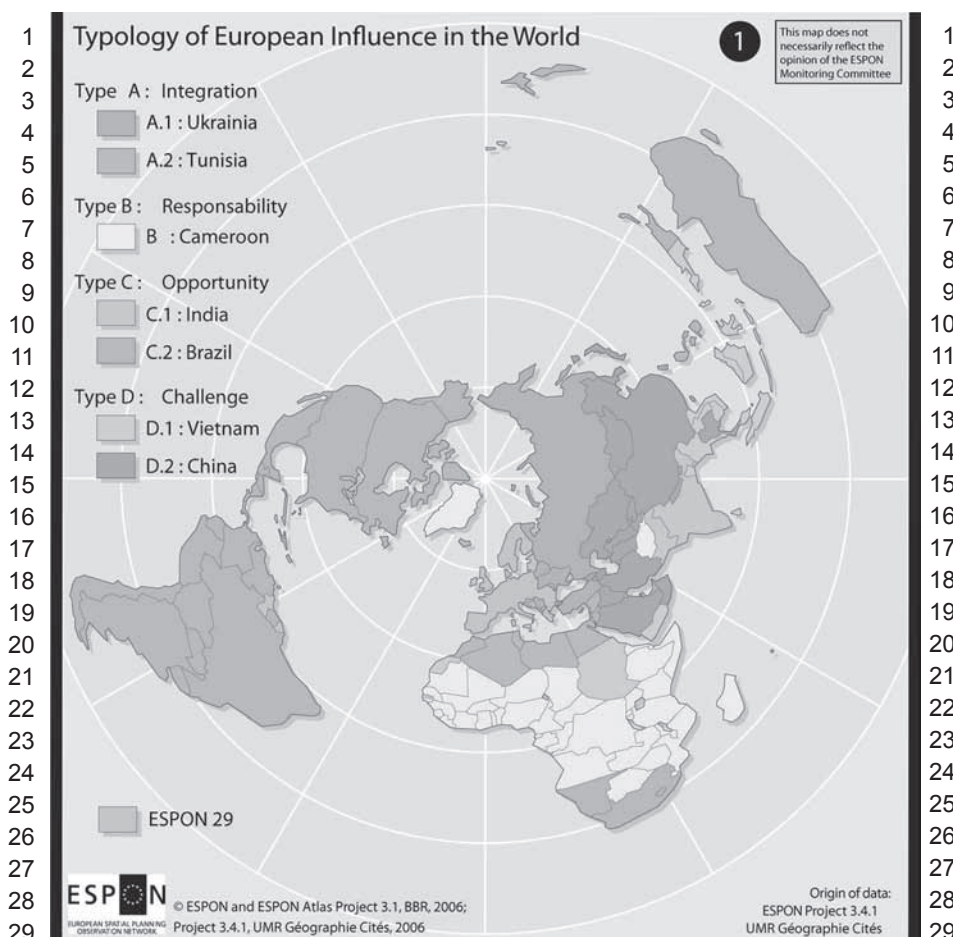 Typology of European Influence in the World
1
This map does not
necessarily reflect the
opinion of the ESPON
Monitoring Committee
Type A : Integration
A.1 : Ukrainia
A.2 : Tunisia
Type B : Responsability
B : Cameroon
Type C : Opportunity
C.1 : India
C.2 : Brazil
Type D : Challenge
D.1 : Vietnam
D.2 : China
ESPON 29
ESPON
EUROPEAN SPATIAL PLANNING
OBSERVATION NETWORK
© ESPON and ESPON Atlas Project 3.1, BBR, 2006;
Project 3.4.1, UMR Géographie Cités, 2006
Origin of data:
ESPON Project 3.4.1
UMR Géographie Cités
1
2
3
4
5
6
7
8
9
10
11
12
13
14
15
16
17
18
19
20
21
22
23
24
25
26
27
28
29
1
2
3
4
5
6
7
8
9
10
11
12
13
14
15
16
17
18
19
20
21
22
23
24
25
26
27
28
29